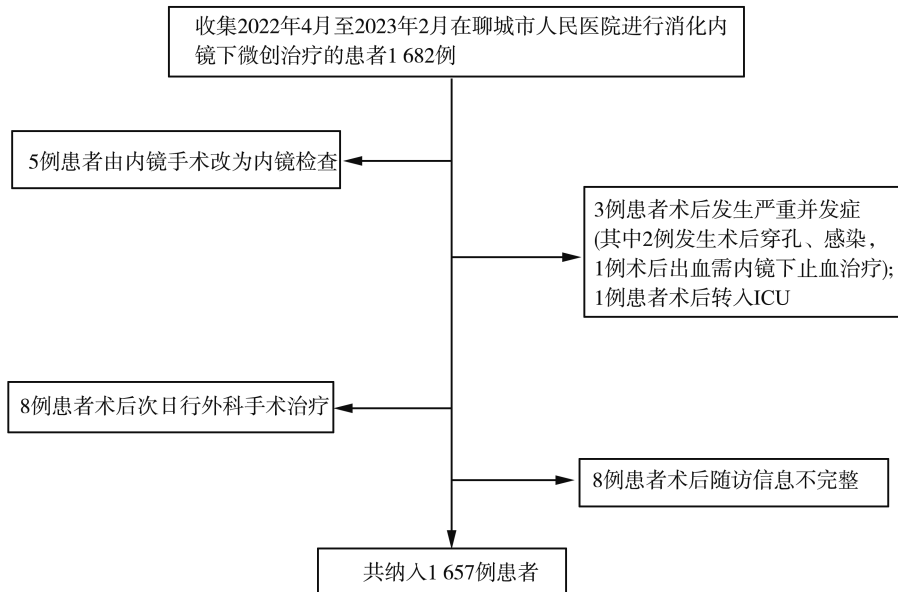 收集2022年4月至2023年2月在聊城市人民医院进行消化内
镜下微创治疗的患者1 682例
5例患者由内镜手术改为内镜检查
3例患者术后发生严重并发症
(其中2例发生术后穿孔、感染，
1例术后出血需内镜下止血治疗);
1例患者术后转入ICU
8例患者术后次日行外科手术治疗
8例患者术后随访信息不完整
共纳入1 657例患者